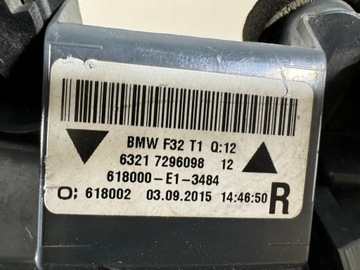 BMW F32 T1 Q:12
6321 7296098 12
618000-E1-3484
O; 618002 03.09.2015 14:46:50 R